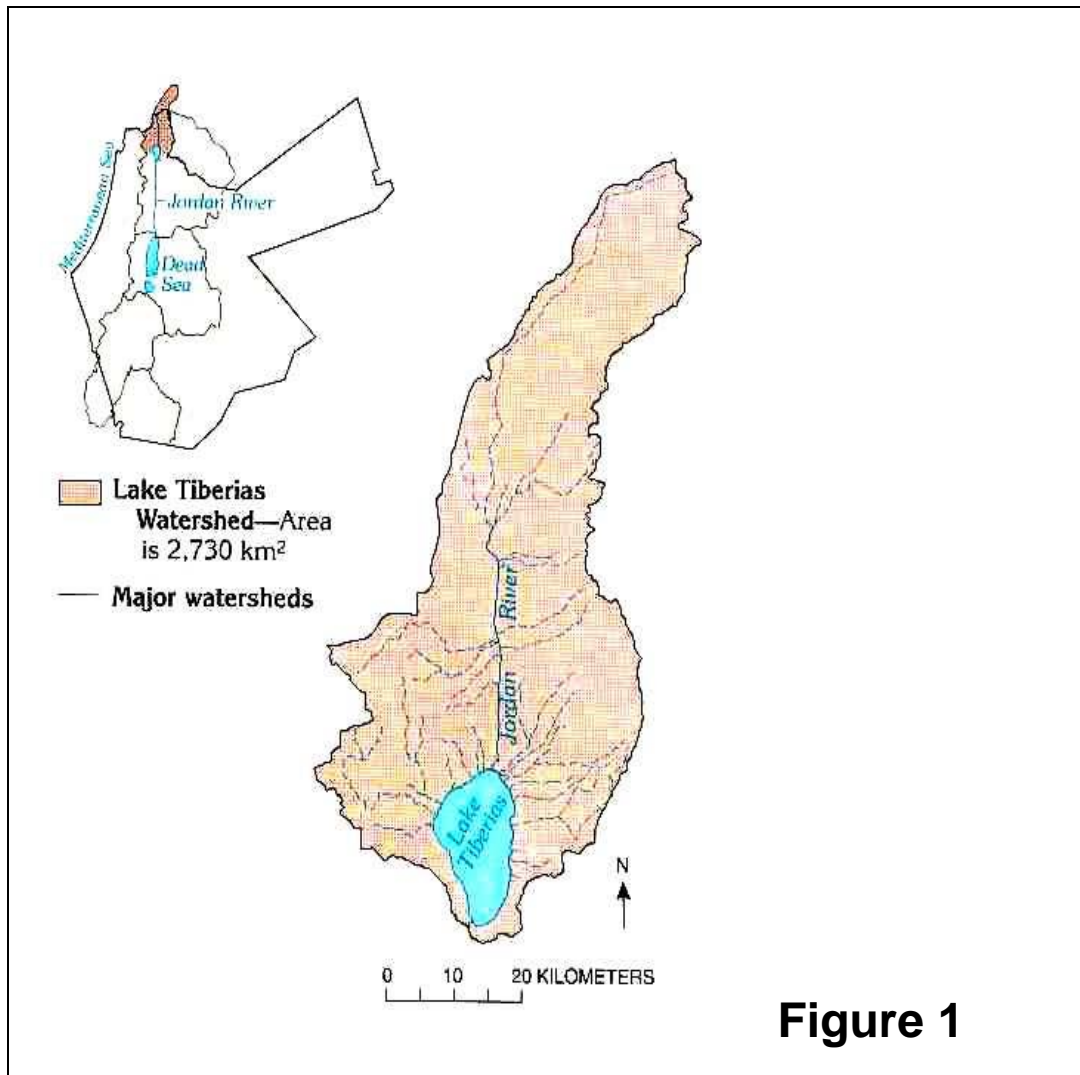 Mediterranean Sea
Jordan River
Dead
Sea
Lake Tiberias
Watershed—Area
is 2,730 km²
Major watersheds
River
Jordan
Lake
Tiberias
N
0 10 20 KILOMETERS
Figure 1